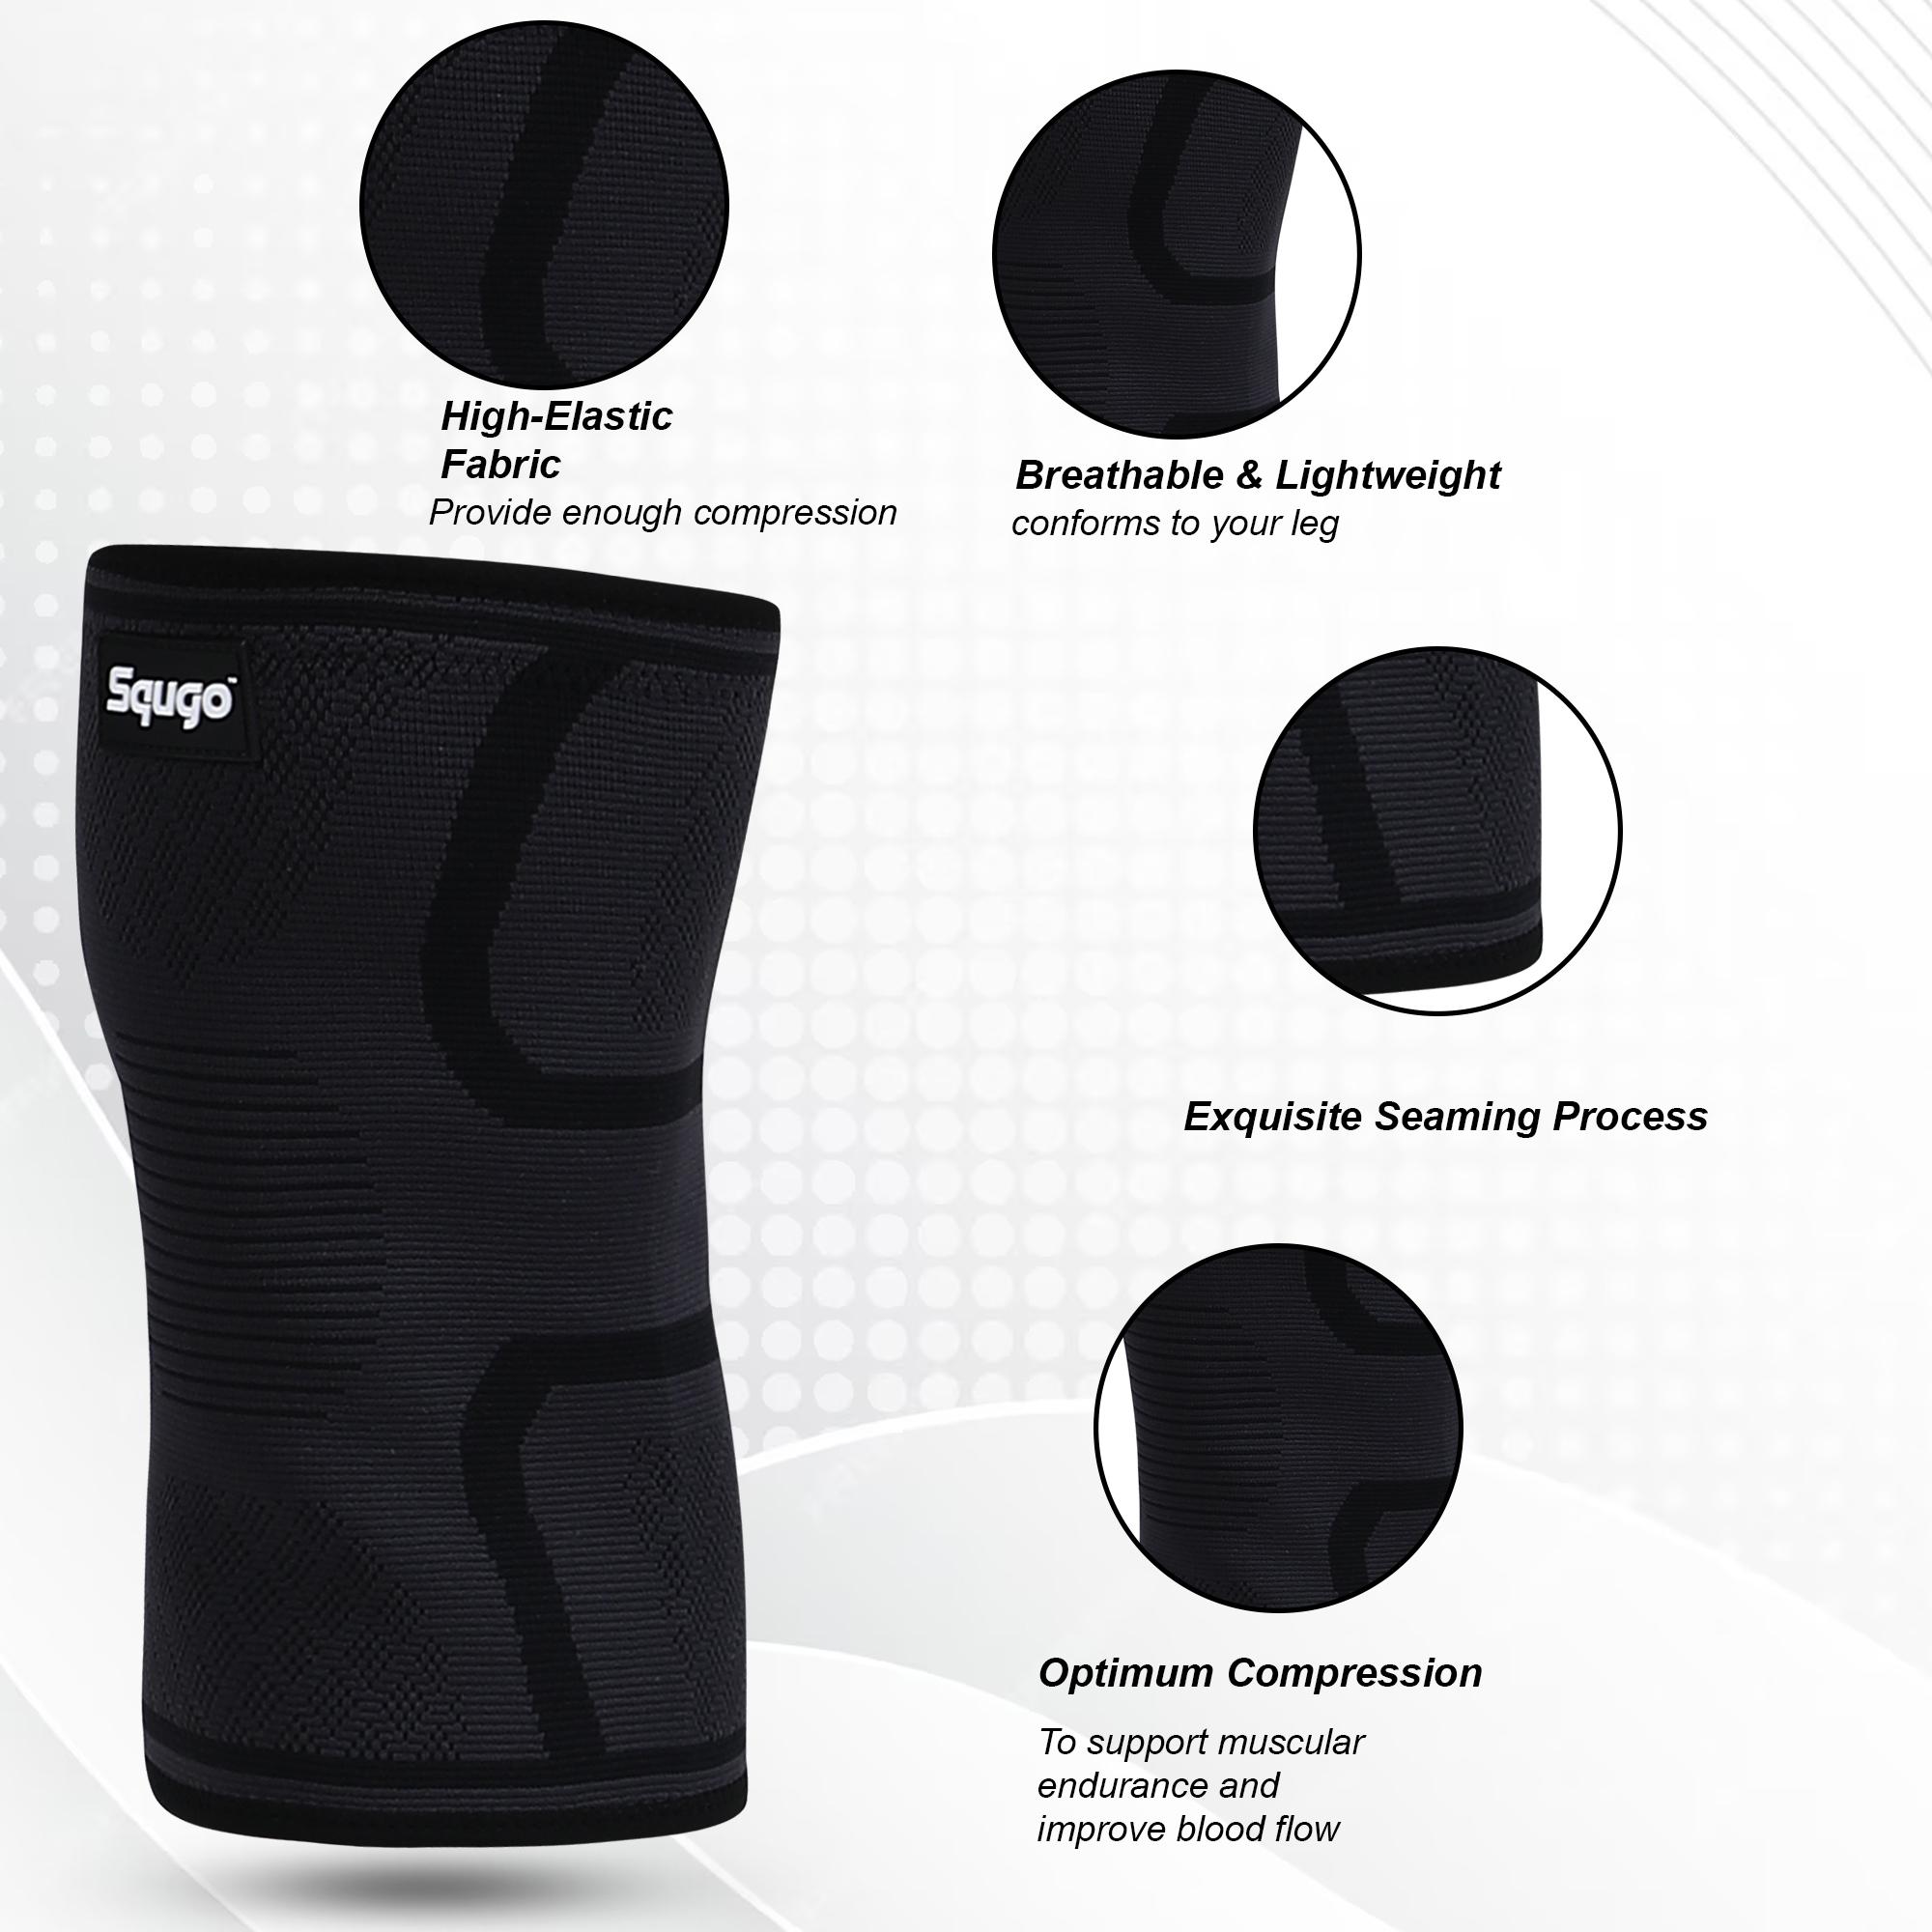 High-Elastic
Fabric
Provide enough compression
Breathable & Lightweight
conforms to your leg
Squgo™
Exquisite Seaming Process
Optimum Compression
To support muscular
endurance and
improve blood flow